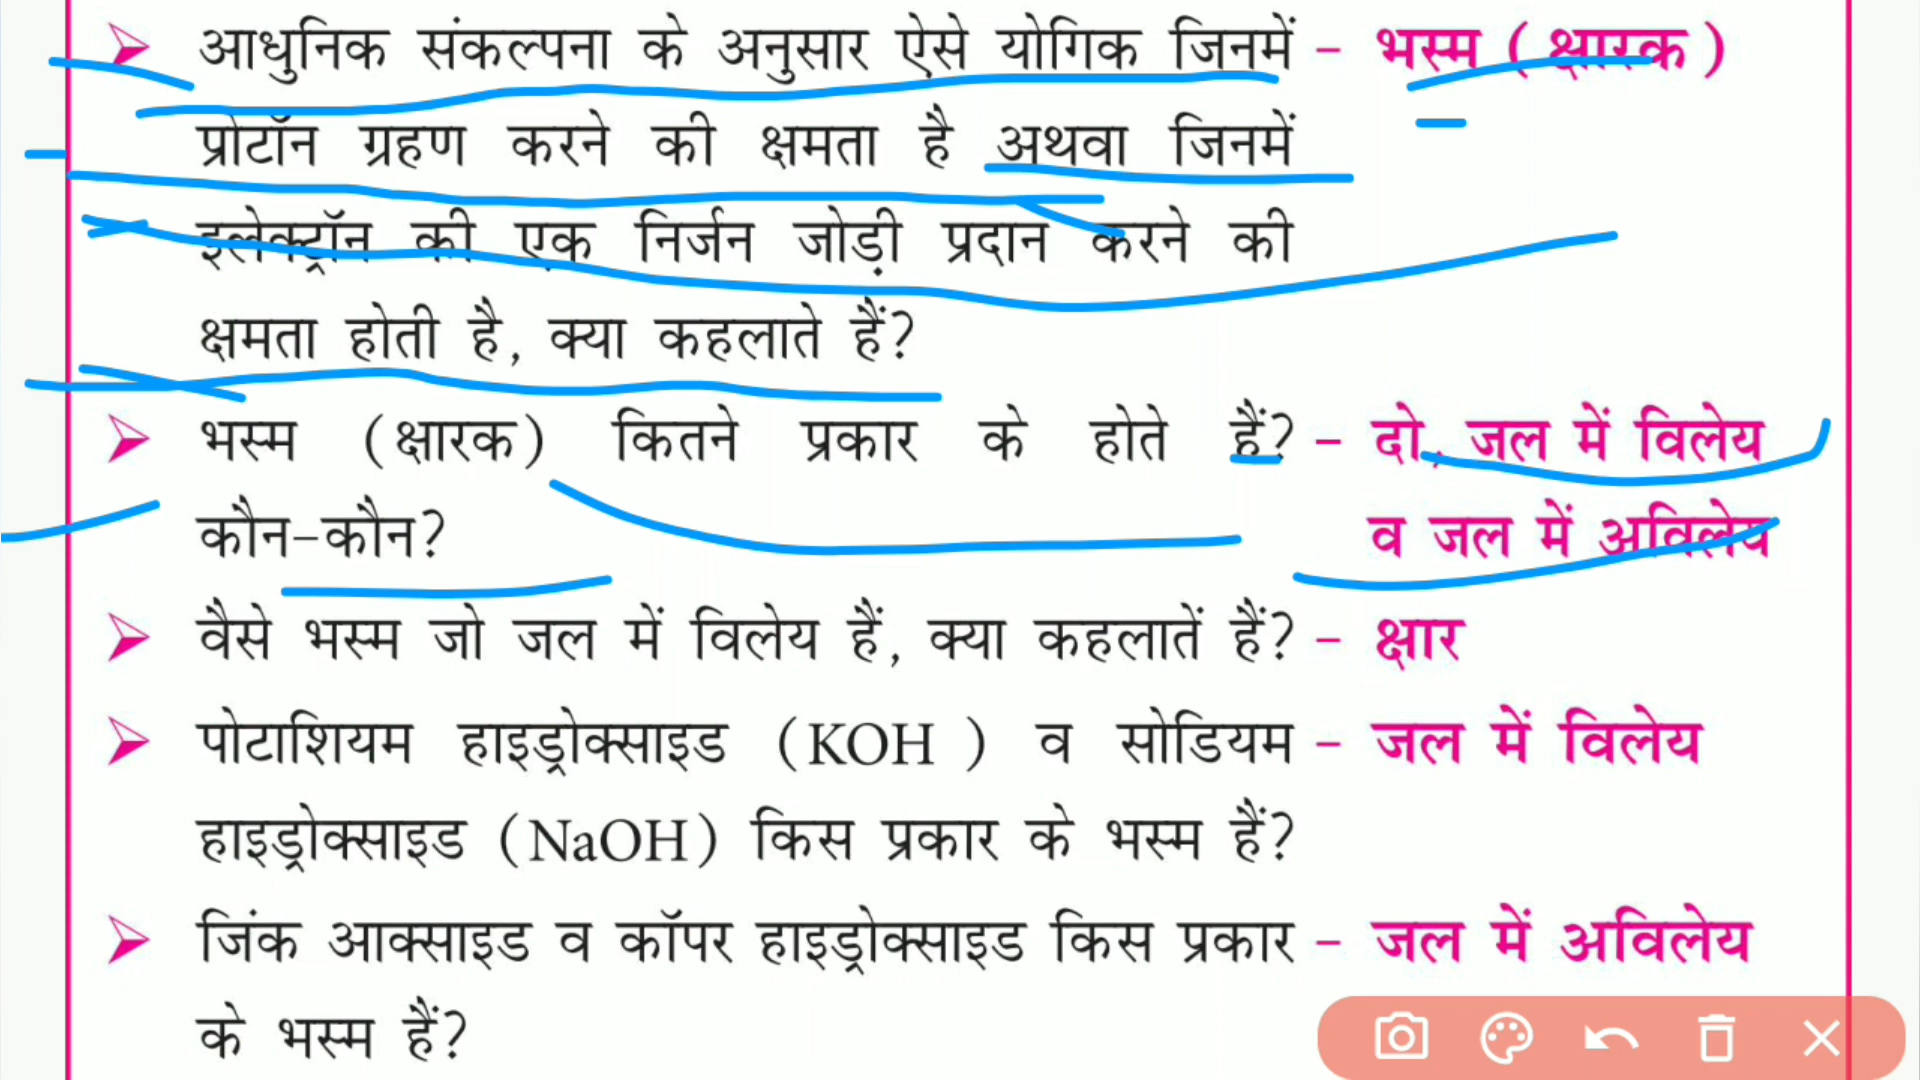 आधुनिक संकल्पना के अनुसार ऐसे योगिक जिनमें – भस्म ( क्षारक )
प्रोटॉन ग्रहण करने की क्षमता है अथवा जिनमें
इलेक्ट्रॉन की एक निर्जन जोड़ी प्रदान करने की
क्षमता होती है, क्या कहलाते हैं?
भस्म (क्षारक) कितने प्रकार के होते हैं? – दो, जल में विलेय
कौन–कौन? व जल में अविलेय
वैसे भस्म जो जल में विलेय हैं, क्या कहलातें हैं? – क्षार
पोटाशियम हाइड्रोक्साइड (KOH ) व सोडियम – जल में विलेय
हाइड्रोक्साइड (NaOH) किस प्रकार के भस्म हैं?
जिंक आक्साइड व कॉपर हाइड्रोक्साइड किस प्रकार – जल में अविलेय
के भस्म हैं?